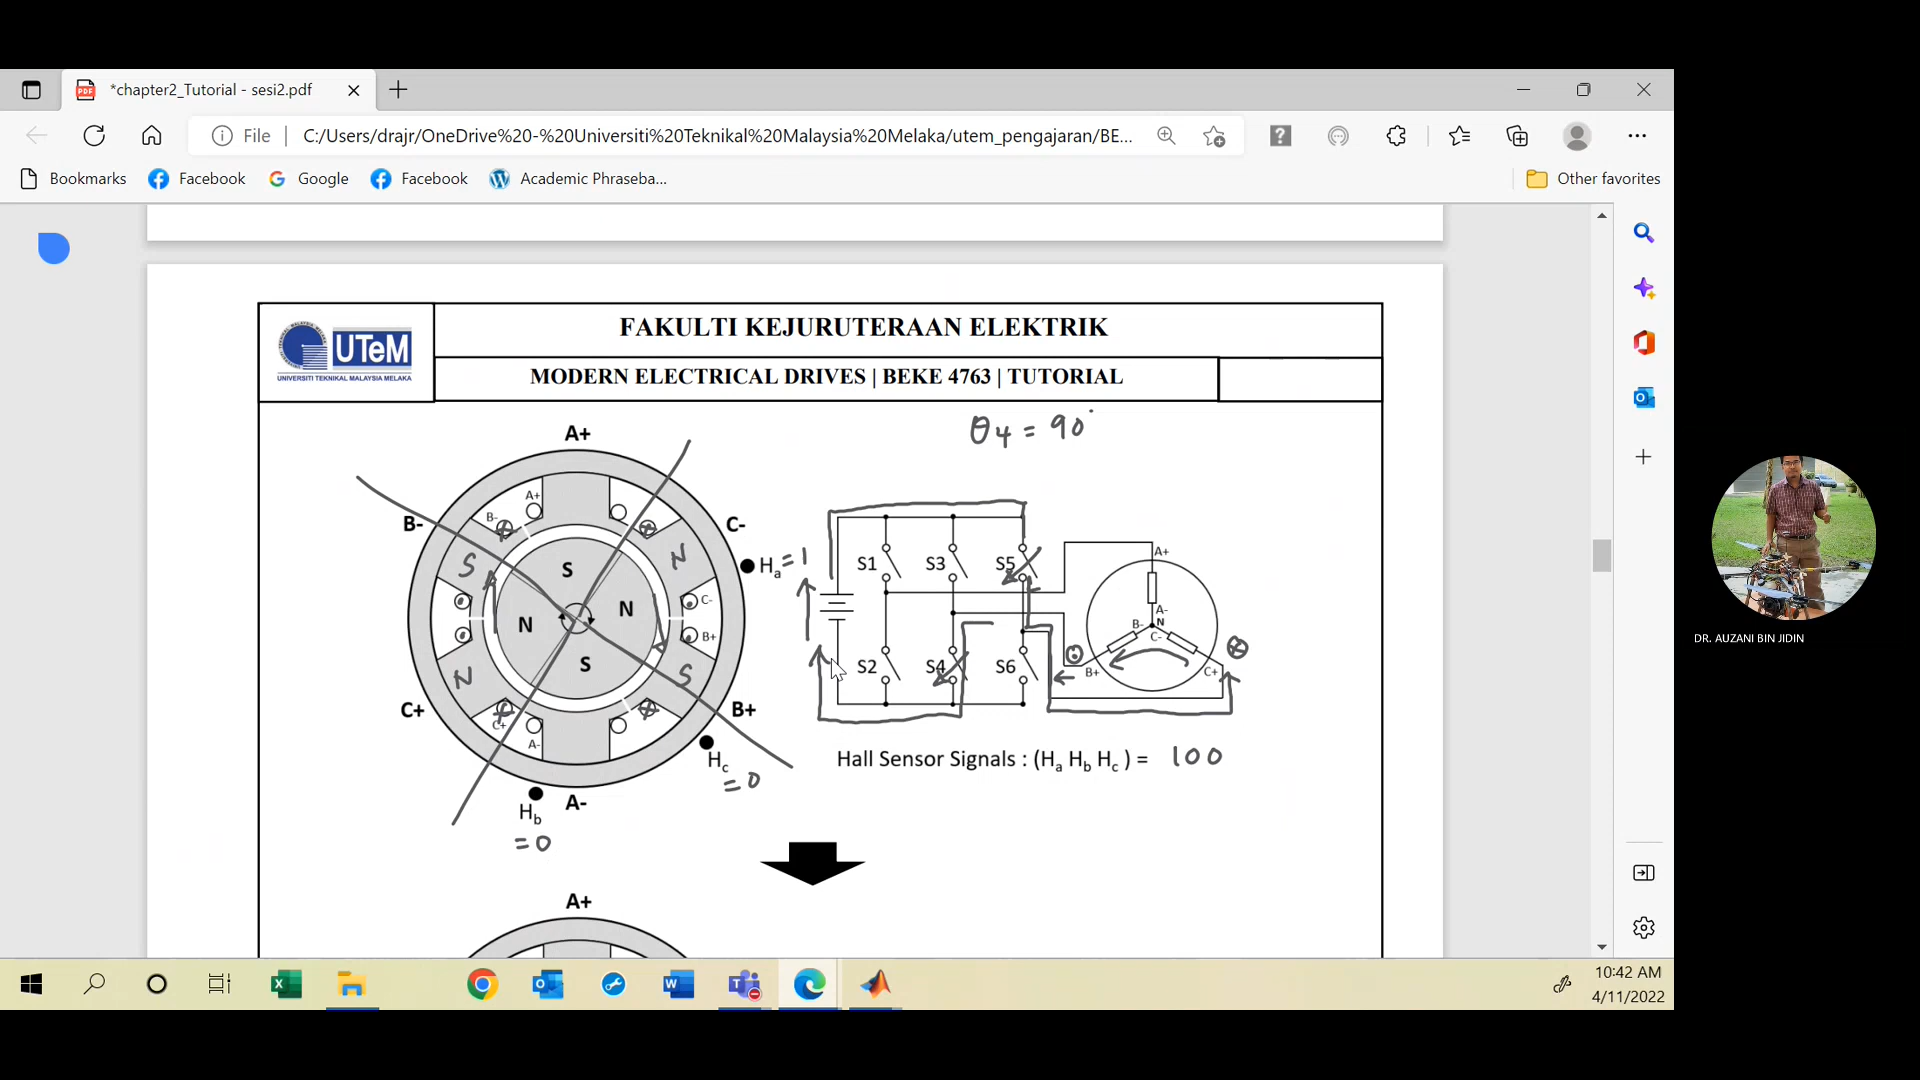 *chapter2_Tutorial - sesi2.pdf
File
C:/Users/drajr/OneDrive%20-%20Universiti%20Teknikal%20Malaysia%20Melaka/utem_pengajaran/BE...
Bookmarks
Facebook
Google
Facebook
Academic Phraseba...
Other favorites
UTeM
UNIVERSITI TEKNIKAL MALAYSIA MELAKA
FAKULTI KEJURUTERAAN ELEKTRIK
MODERN ELECTRICAL DRIVES | BEKE 4763 | TUTORIAL
θ4 = 90°
A+
B-
C-
A+
B-
S
S
N
Ha = 1
N
N
C-
B+
S
N
S
C+
B+
C+
A-
Hc
= 0
Hb
A-
= 0
S1
S3
S5
S2
S4
S6
A+
A-
B-
N
C-
B+
C+
Hall Sensor Signals : (Ha Hb Hc ) = 100
A+
DR. AUZANI BIN JIDIN
10:42 AM
4/11/2022